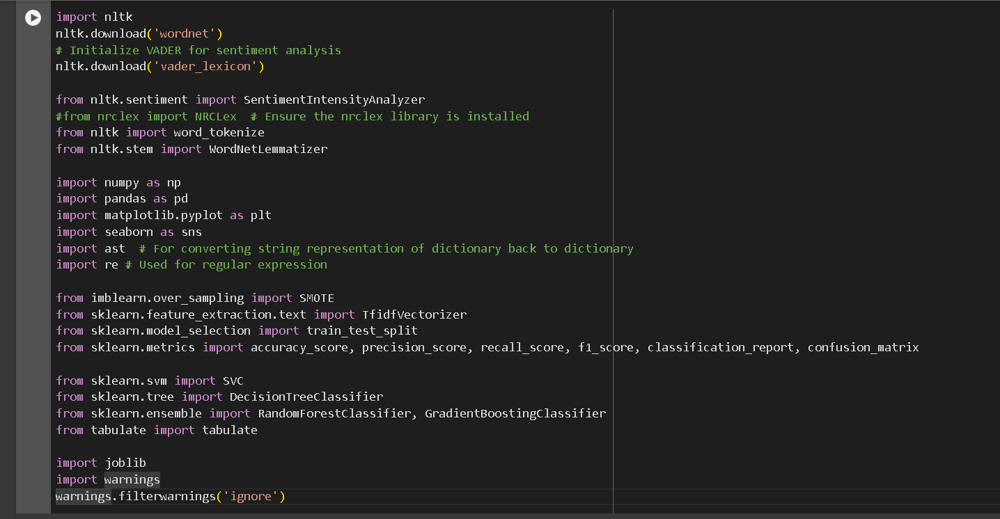 import nltk
nltk.download('wordnet')
# Initialize VADER for sentiment analysis
nltk.download('vader_lexicon')
from nltk.sentiment import SentimentIntensityAnalyzer
#from nrclex import NRCLex  # Ensure the nrclex library is installed
from nltk import word_tokenize
from nltk.stem import WordNetLemmatizer
import numpy as np
import pandas as pd
import matplotlib.pyplot as plt
import seaborn as sns
import ast  # For converting string representation of dictionary back to dictionary
import re # Used for regular expression
from imblearn.over_sampling import SMOTE
from sklearn.feature_extraction.text import TfidfVectorizer
from sklearn.model_selection import train_test_split
from sklearn.metrics import accuracy_score, precision_score, recall_score, f1_score, classification_report, confusion_matrix
from sklearn.svm import SVC
from sklearn.tree import DecisionTreeClassifier
from sklearn.ensemble import RandomForestClassifier, GradientBoostingClassifier
from tabulate import tabulate
import joblib
import warnings
warnings.filterwarnings('ignore')